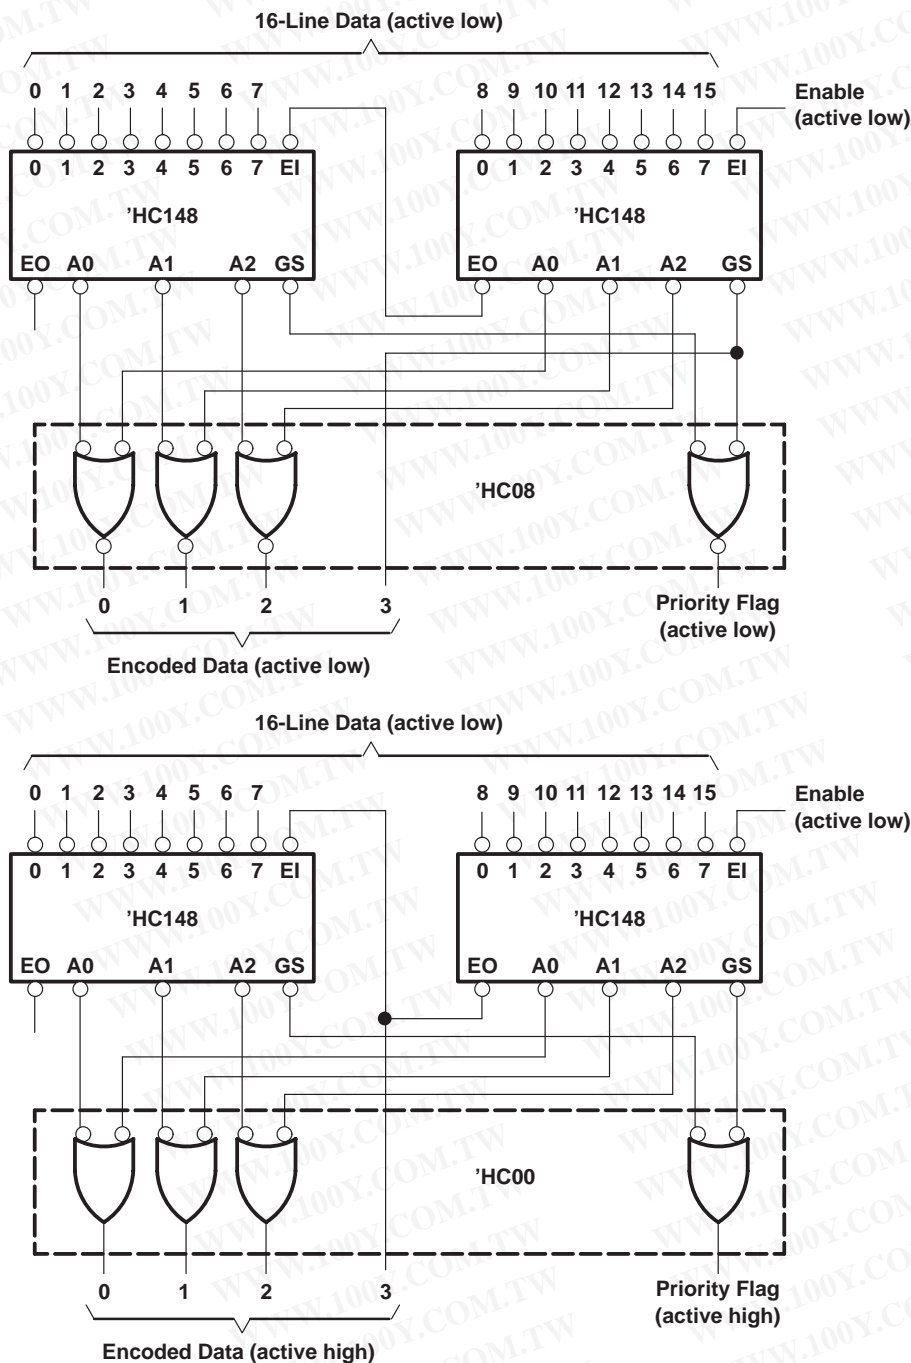 16-Line Data (active low)
0 1 2 3 4 5 6 7 8 9 10 11 12 13 14 15 Enable
(active low)
0 1 2 3 4 5 6 7 EI 0 1 2 3 4 5 6 7 EI
’HC148 ’HC148
EO A0 A1 A2 GS EO A0 A1 A2 GS
’HC08
0 1 2 3 Priority Flag
(active low)
Encoded Data (active low)
16-Line Data (active low)
0 1 2 3 4 5 6 7 8 9 10 11 12 13 14 15 Enable
(active low)
0 1 2 3 4 5 6 7 EI 0 1 2 3 4 5 6 7 EI
’HC148 ’HC148
EO A0 A1 A2 GS EO A0 A1 A2 GS
’HC00
0 1 2 3 Priority Flag
(active high)
Encoded Data (active high)
WWW.100Y.COM.TW